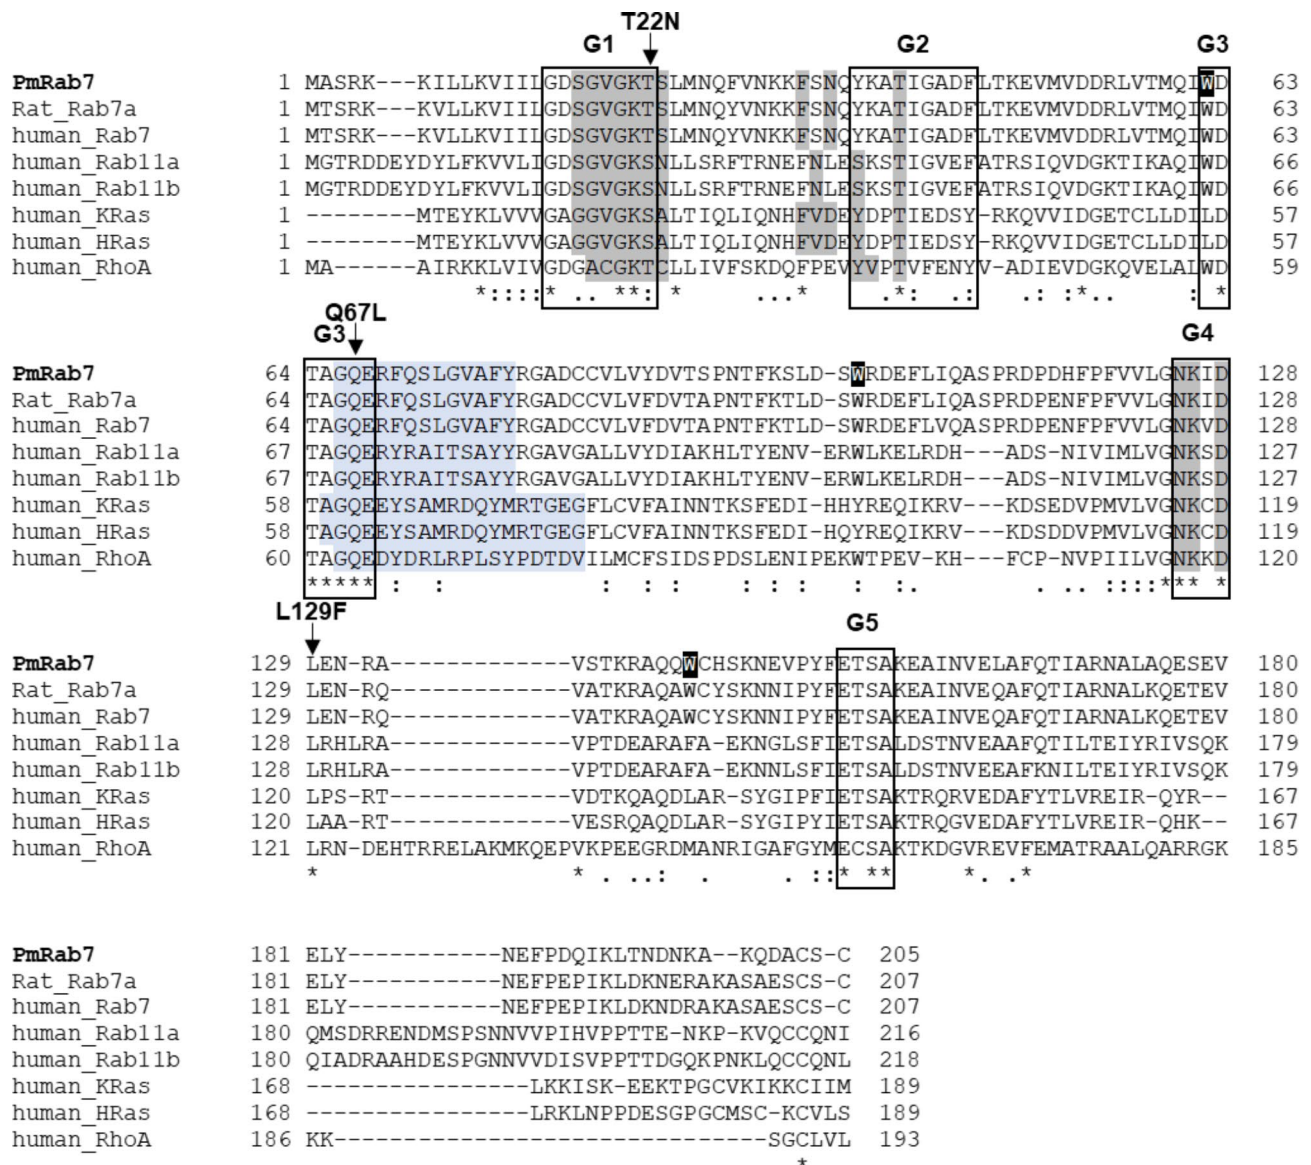 T22N
G1 G2 G3
PmRab7 1 MASRK---KILLKVIILGDSGVGKTSLMNQFVNKKFSNQYKATIGADFLTKEVMVDDRLVTMQIWD 63
Rat_Rab7a 1 MTSRK---KVLLKVIILGDSGVGKTSLMNQYVNKKFSNQYKATIGADFLTKEVMVDDRLVTMQIWD 63
human_Rab7 1 MTSRK---KVLLKVIILGDSGVGKTSLMNQYVNKKFSNQYKATIGADFLTKEVMVDDRLVTMQIWD 63
human_Rab11a 1 MGTRDDEYDYLFKVVLIGDSGVGKSNLLSRFTRNEFNLESKSTIGVEFATRSIQVDGKTIKAQIWD 66
human_Rab11b 1 MGTRDDEYDYLFKVVLIGDSGVGKSNLLSRFTRNEFNLESKSTIGVEFATRSIQVDGKTIKAQIWD 66
human_KRas 1 --------MTEYKLVVVGAGGVGKSALTIQLIQNHFVDEYDPTIEDSY-RKQVVIDGETCLLDILD 57
human_HRas 1 --------MTEYKLVVVGAGGVGKSALTIQLIQNHFVDEYDPTIEDSY-RKQVVIDGETCLLDILD 57
human_RhoA 1 MA------AIRKKLVIVGDGACGKTCLLIVFSKDQFPEVYVPTVFENYV-ADIEVDGKQVELALWD 59
*:::: .. **: * ...* .*: .: .: :*.. : *
Q67L
G3 G4
PmRab7 64 TAGQERFQSLGVAFYRGADCCVLVYDVTSPNTFKSLD-SWRDEFLIQASPRDPDHFPFVVLGNKID 128
Rat_Rab7a 64 TAGQERFQSLGVAFYRGADCCVLVFDVTAPNTFKTLD-SWRDEFLIQASPRDPENFPFVVLGNKID 128
human_Rab7 64 TAGQERFQSLGVAFYRGADCCVLVFDVTAPNTFKTLD-SWRDEFLVQASPRDPENFPFVVLGNKVD 128
human_Rab11a 67 TAGQERYRAITSAYYRGAVGALLVYDIAKHLTYENV-ERWLKELRDH---ADS-NIVIMLVGNKSD 127
human_Rab11b 67 TAGQERYRAITSAYYRGAVGALLVYDIAKHLTYENV-ERWLKELRDH---ADS-NIVIMLVGNKSD 127
human_KRas 58 TAGQEEYSAMRDQYMRTGEGFLCVFAINNTKSFEDI-HHYREQIKRV---KDSEDVPMVLVGNKCD 119
human_HRas 58 TAGQEEYSAMRDQYMRTGEGFLCVFAINNTKSFEDI-HQYREQIKRV---KDSDDVPMVLVGNKCD 119
human_RhoA 60 TAGQEDYDRLRPLSYPDTDVILMCFSIDSPDSLENIPEKWTPEV-KH---FCP-NVPIILVGNKKD 120
***** : : : : : : : : :. . .. ::::*** *
L129F
G5
PmRab7 129 LEN-RA-------------VSTKRAQQWCHSKNEVPYFETSAKEAINVELAFQTIARNALAQESEV 180
Rat_Rab7a 129 LEN-RQ-------------VATKRAQAWCYSKNNIPYFETSAKEAINVEQAFQTIARNALKQETEV 180
human_Rab7 129 LEN-RQ-------------VATKRAQAWCYSKNNIPYFETSAKEAINVEQAFQTIARNALKQETEV 180
human_Rab11a 128 LRHLRA-------------VPTDEARAFA-EKNGLSFIETSALDSTNVEAAFQTILTEIYRIVSQK 179
human_Rab11b 128 LRHLRA-------------VPTDEARAFA-EKNNLSFIETSALDSTNVEEAFKNILTEIYRIVSQK 179
human_KRas 120 LPS-RT-------------VDTKQAQDLAR-SYGIPFIETSAKTRQRVEDAFYTLVREIR-QYR-- 167
human_HRas 120 LAA-RT-------------VESRQAQDLAR-SYGIPYIETSAKTRQGVEDAFYTLVREIR-QHK-- 167
human_RhoA 121 LRN-DEHTRRELAKMKQEPVKPEEGRDMANRIGAFGYMECSAKTKDGVREVFEMATRAALQARRGK 185
* * . ..: . . ::* ** *. .*
PmRab7 181 ELY-----------NEFPDQIKLTNDNKA--KQDACS-C 205
Rat_Rab7a 181 ELY-----------NEFPEPIKLDKNERAKASAESCS-C 207
human_Rab7 181 ELY-----------NEFPEPIKLDKNDRAKASAESCS-C 207
human_Rab11a 180 QMSDRRENDMSPSNNVVPIHVPPTTE-NKP-KVQCCQNI 216
human_Rab11b 180 QIADRAAHDESPGNNVVDISVPPTTDGQKPNKLQCCQNL 218
human_KRas 168 ----------------LKKISK-EEKTPGCVKIKKCIIM 189
human_HRas 168 ----------------LRKLNPPDESGPGCMSC-KCVLS 189
human_RhoA 186 KK-------------------------------SGCLVL 193
*